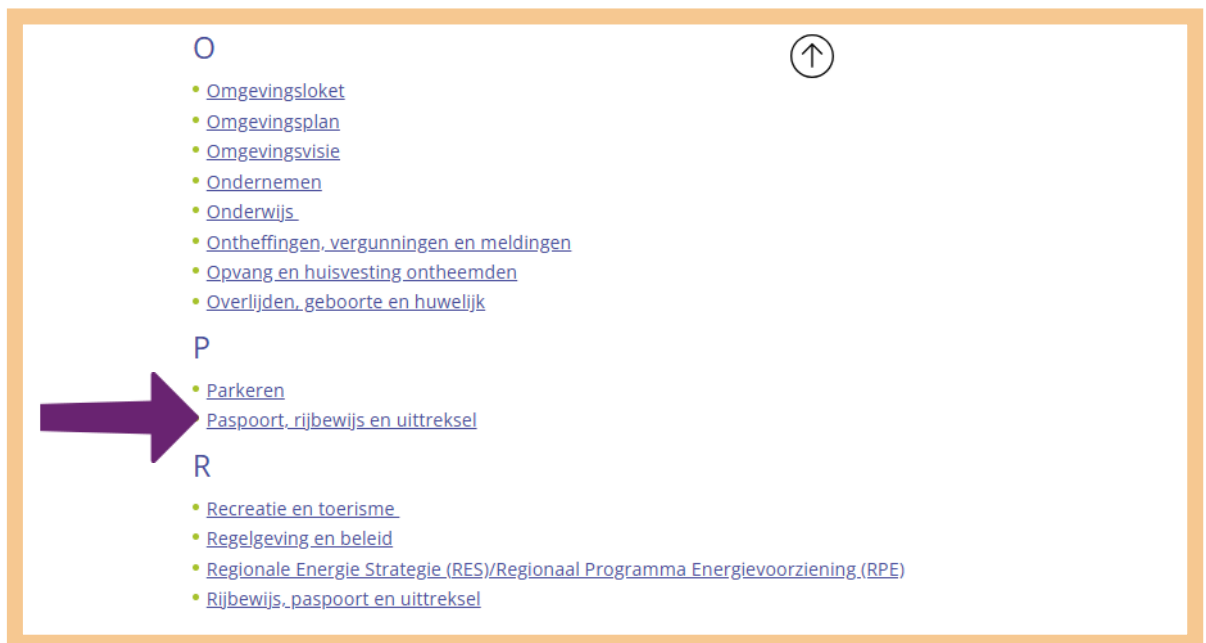 O
Omgevingsloket
Omgevingsplan
Omgevingsvisie
Ondernemen
Onderwijs
Ontheffingen, vergunningen en meldingen
Opvang en huisvesting ontheemden
Overlijden, geboorte en huwelijk
P
Parkeren
Paspoort, rijbewijs en uittreksel
R
Recreatie en toerisme
Regelgeving en beleid
Regionale Energie Strategie (RES)/Regionaal Programma Energievoorziening (RPE)
Rijbewijs, paspoort en uittreksel